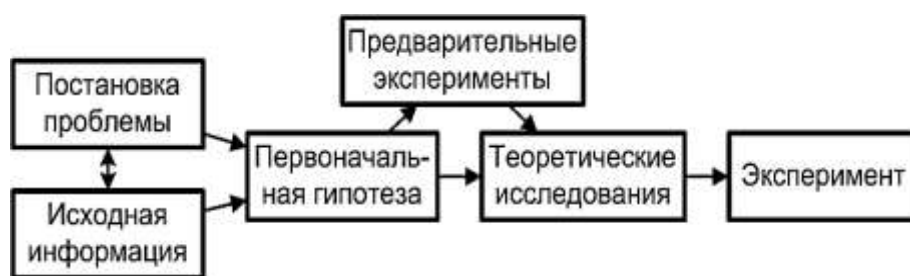 Предварительные
эксперименты
Постановка
проблемы
Первоначаль-
ная гипотеза
Теоретические
исследования
Эксперимент
Исходная
информация